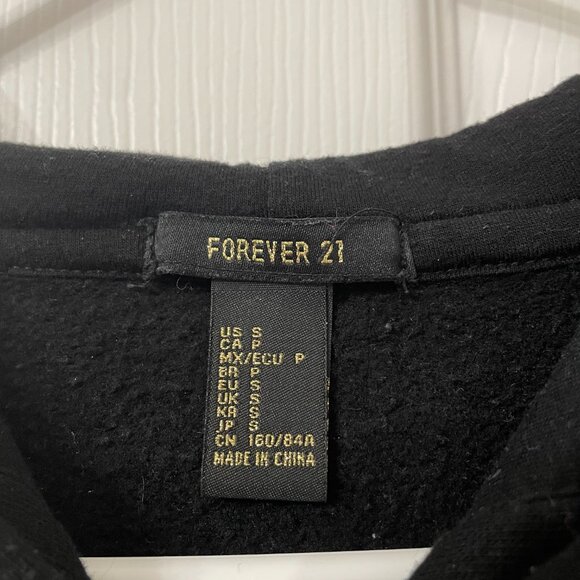 FOREVER 21
US S
CA P
MX/ECU P
BR P
EU S
UK S
KR S
JP S
CN 160/84A
MADE IN CHINA